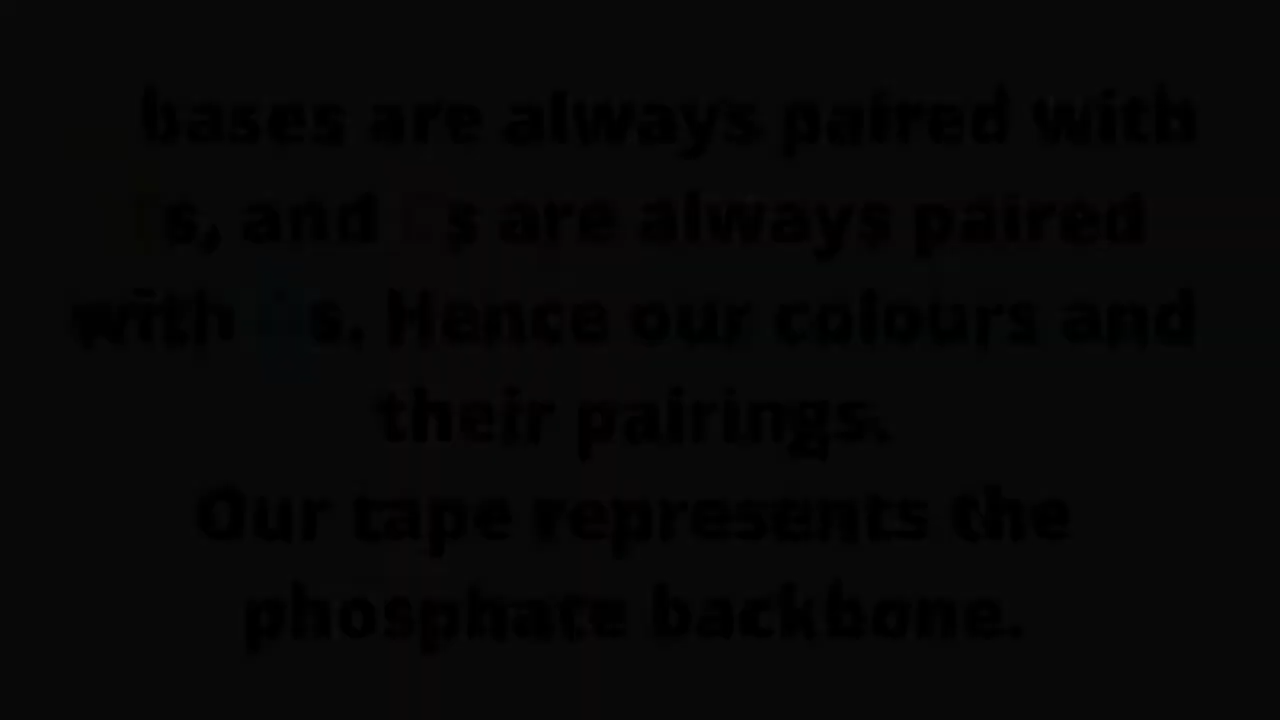 bases are always paired with
s, and s are always paired
with s. Hence our colours and
their pairings.
Our tape represents the
phosphate backbone.